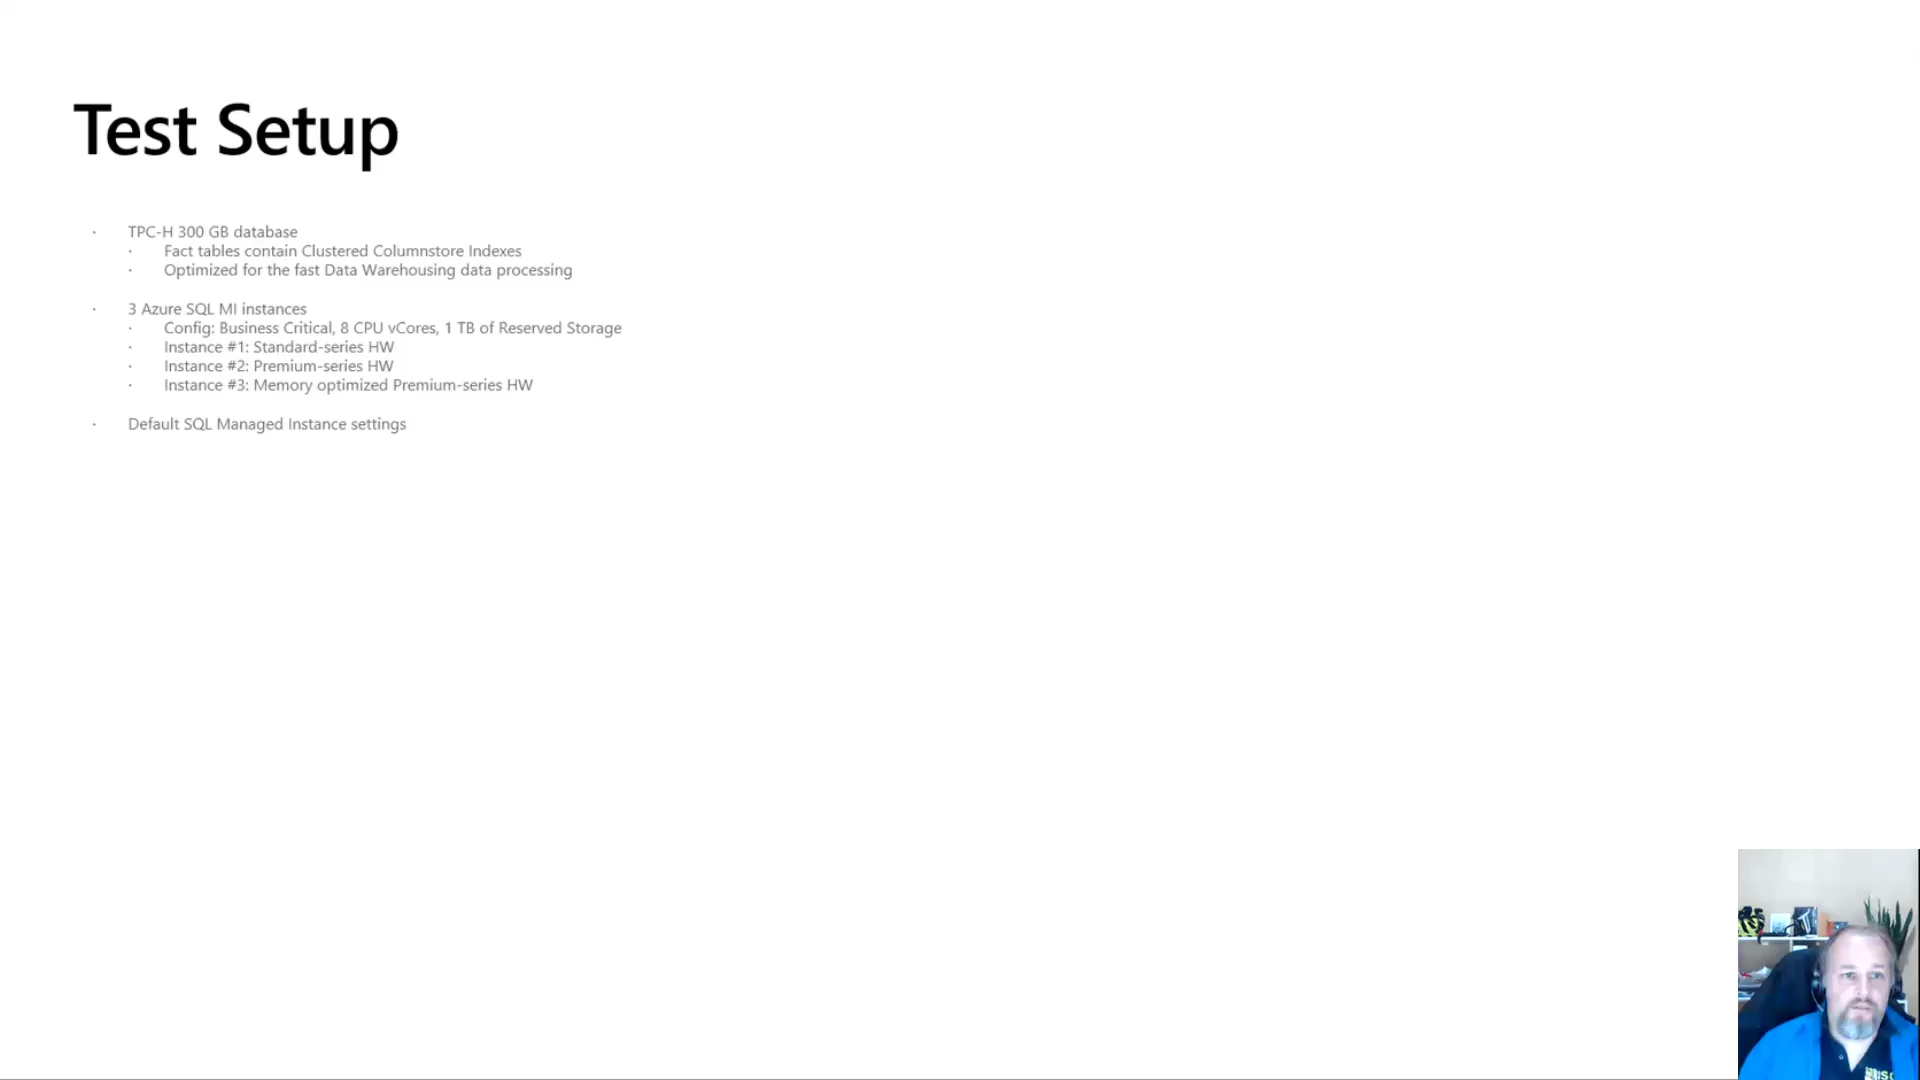 Test Setup
· TPC-H 300 GB database
· Fact tables contain Clustered Columnstore Indexes
· Optimized for the fast Data Warehousing data processing
· 3 Azure SQL MI instances
· Config: Business Critical, 8 CPU vCores, 1 TB of Reserved Storage
· Instance #1: Standard-series HW
· Instance #2: Premium-series HW
· Instance #3: Memory optimized Premium-series HW
· Default SQL Managed Instance settings